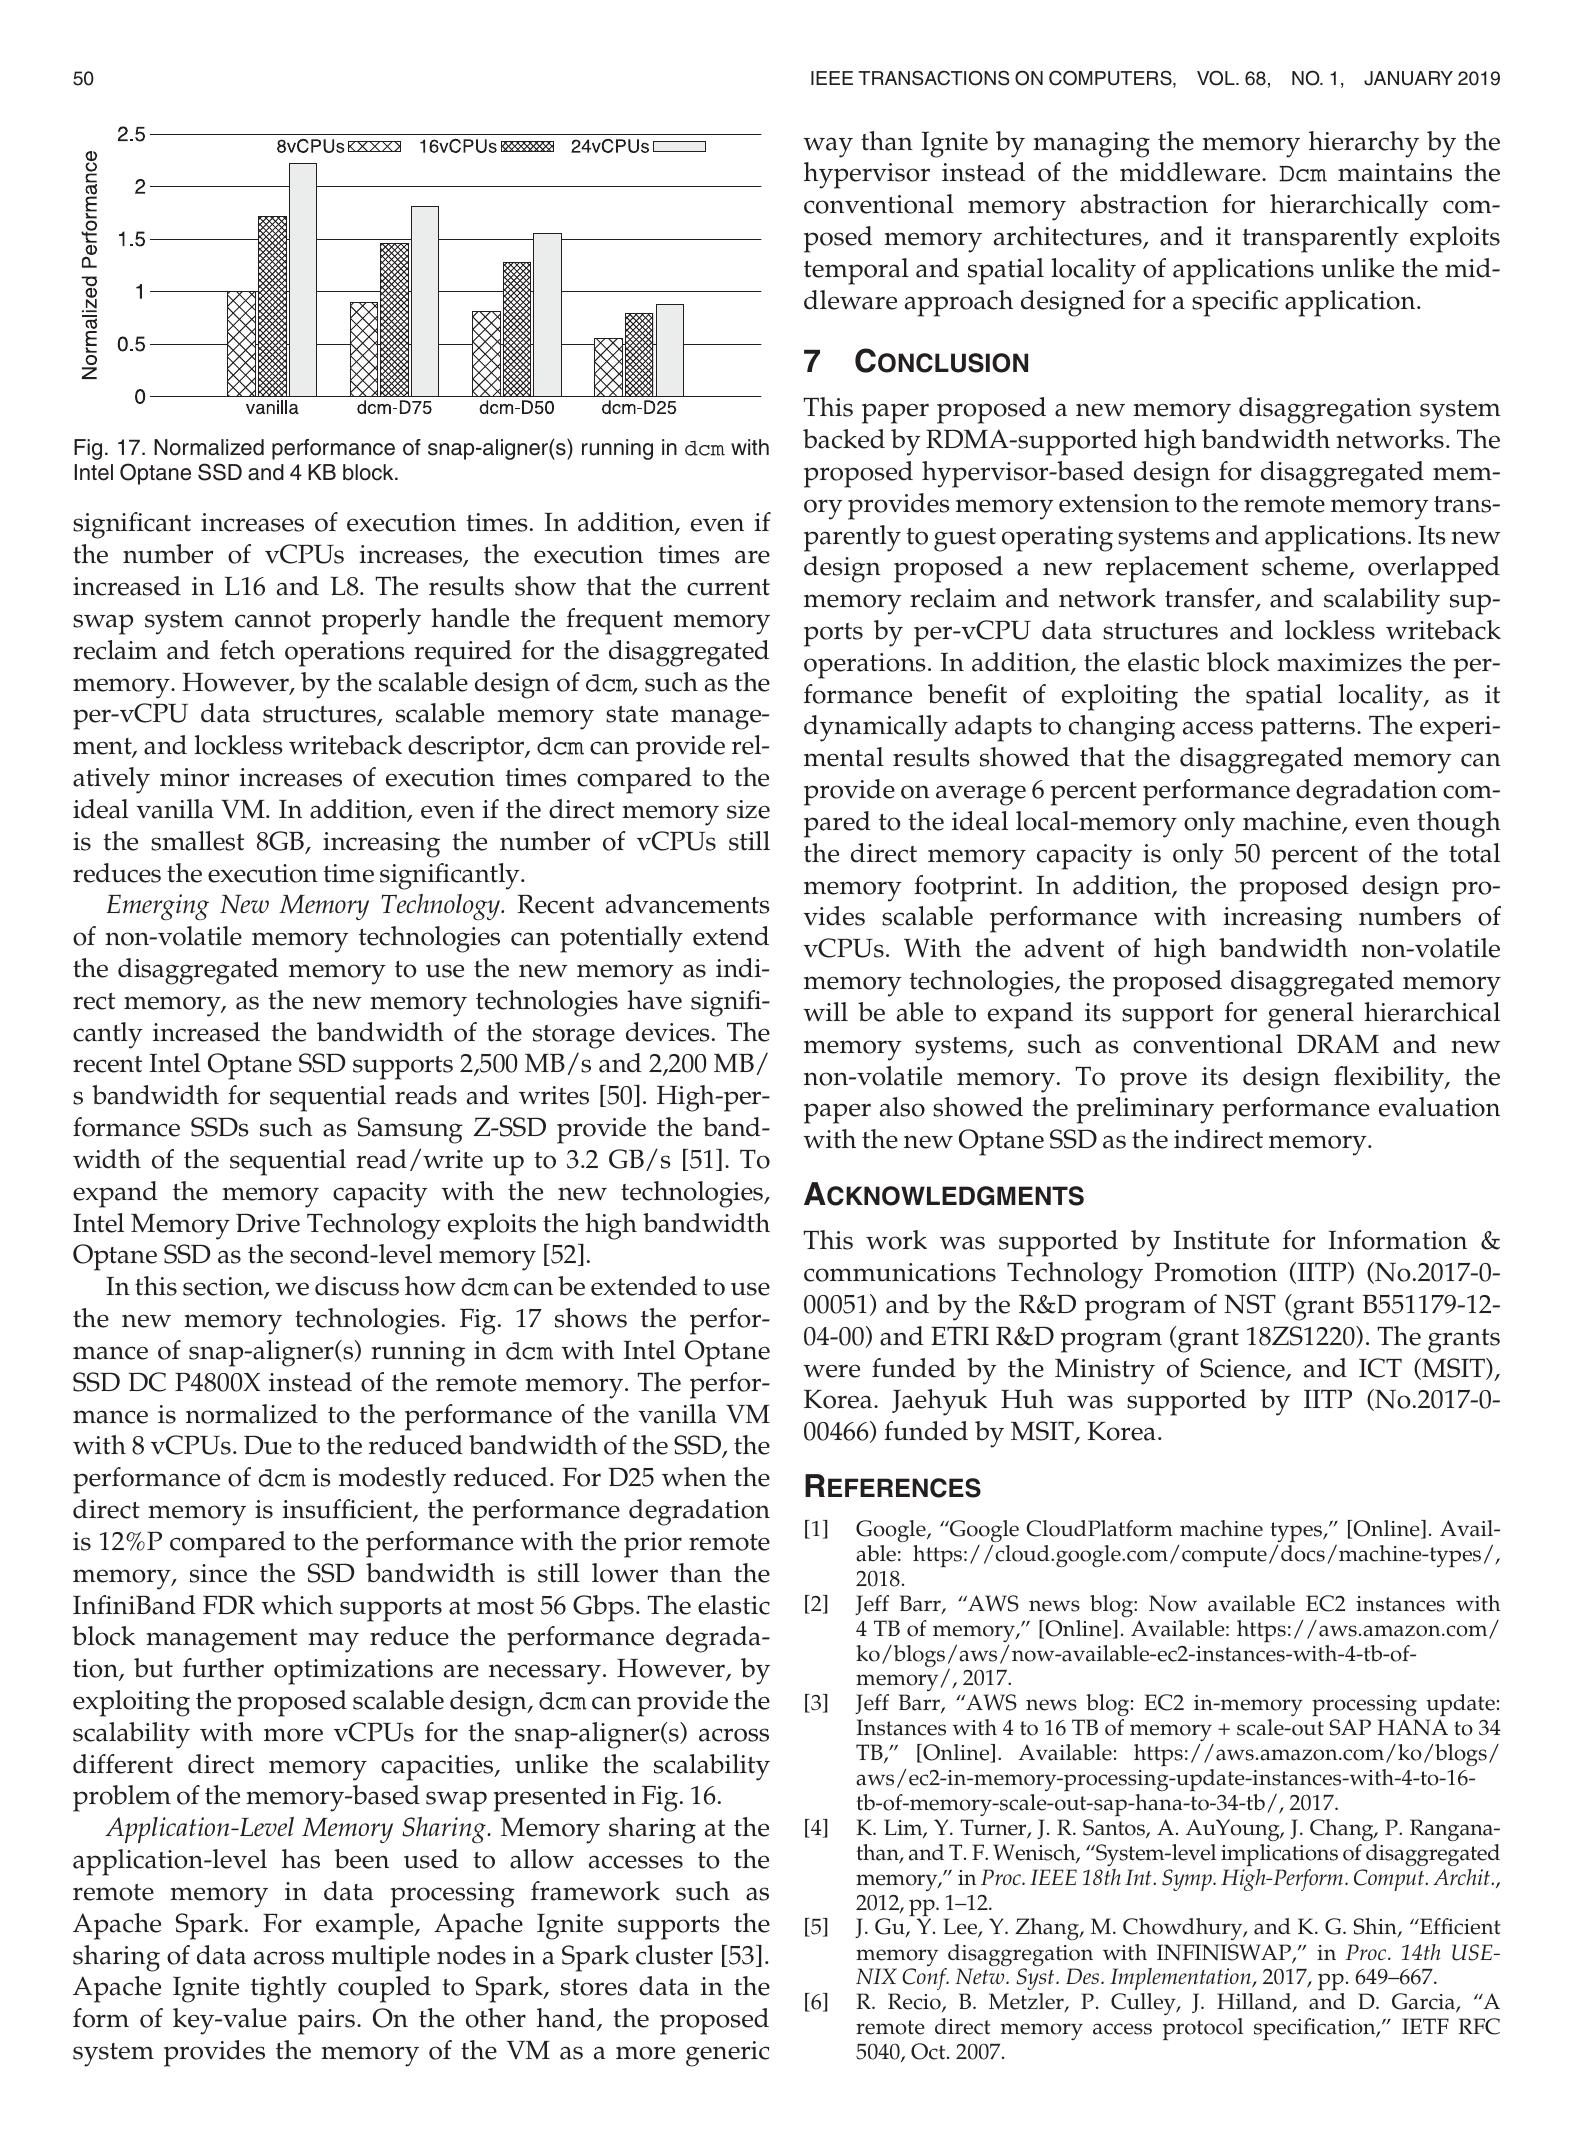 50
IEEE TRANSACTIONS ON COMPUTERS, VOL. 68, NO. 1, JANUARY 2019
2.5
2
1.5
1
0.5
0
Normalized Performance
8vCPUs 16vCPUs 24vCPUs
vanilla dcm-D75 dcm-D50 dcm-D25
Fig. 17. Normalized performance of snap-aligner(s) running in dcm with
Intel Optane SSD and 4 KB block.
significant increases of execution times. In addition, even if
the number of vCPUs increases, the execution times are
increased in L16 and L8. The results show that the current
swap system cannot properly handle the frequent memory
reclaim and fetch operations required for the disaggregated
memory. However, by the scalable design of dcm, such as the
per-vCPU data structures, scalable memory state manage-
ment, and lockless writeback descriptor, dcm can provide rel-
atively minor increases of execution times compared to the
ideal vanilla VM. In addition, even if the direct memory size
is the smallest 8GB, increasing the number of vCPUs still
reduces the execution time significantly.
Emerging New Memory Technology. Recent advancements
of non-volatile memory technologies can potentially extend
the disaggregated memory to use the new memory as indi-
rect memory, as the new memory technologies have signifi-
cantly increased the bandwidth of the storage devices. The
recent Intel Optane SSD supports 2,500 MB/s and 2,200 MB/
s bandwidth for sequential reads and writes [50]. High-per-
formance SSDs such as Samsung Z-SSD provide the band-
width of the sequential read/write up to 3.2 GB/s [51]. To
expand the memory capacity with the new technologies,
Intel Memory Drive Technology exploits the high bandwidth
Optane SSD as the second-level memory [52].
In this section, we discuss how dcm can be extended to use
the new memory technologies. Fig. 17 shows the perfor-
mance of snap-aligner(s) running in dcm with Intel Optane
SSD DC P4800X instead of the remote memory. The perfor-
mance is normalized to the performance of the vanilla VM
with 8 vCPUs. Due to the reduced bandwidth of the SSD, the
performance of dcm is modestly reduced. For D25 when the
direct memory is insufficient, the performance degradation
is 12%P compared to the performance with the prior remote
memory, since the SSD bandwidth is still lower than the
InfiniBand FDR which supports at most 56 Gbps. The elastic
block management may reduce the performance degrada-
tion, but further optimizations are necessary. However, by
exploiting the proposed scalable design, dcm can provide the
scalability with more vCPUs for the snap-aligner(s) across
different direct memory capacities, unlike the scalability
problem of the memory-based swap presented in Fig. 16.
Application-Level Memory Sharing. Memory sharing at the
application-level has been used to allow accesses to the
remote memory in data processing framework such as
Apache Spark. For example, Apache Ignite supports the
sharing of data across multiple nodes in a Spark cluster [53].
Apache Ignite tightly coupled to Spark, stores data in the
form of key-value pairs. On the other hand, the proposed
system provides the memory of the VM as a more generic
way than Ignite by managing the memory hierarchy by the
hypervisor instead of the middleware. Dcm maintains the
conventional memory abstraction for hierarchically com-
posed memory architectures, and it transparently exploits
temporal and spatial locality of applications unlike the mid-
dleware approach designed for a specific application.
7 CONCLUSION
This paper proposed a new memory disaggregation system
backed by RDMA-supported high bandwidth networks. The
proposed hypervisor-based design for disaggregated mem-
ory provides memory extension to the remote memory trans-
parently to guest operating systems and applications. Its new
design proposed a new replacement scheme, overlapped
memory reclaim and network transfer, and scalability sup-
ports by per-vCPU data structures and lockless writeback
operations. In addition, the elastic block maximizes the per-
formance benefit of exploiting the spatial locality, as it
dynamically adapts to changing access patterns. The experi-
mental results showed that the disaggregated memory can
provide on average 6 percent performance degradation com-
pared to the ideal local-memory only machine, even though
the direct memory capacity is only 50 percent of the total
memory footprint. In addition, the proposed design pro-
vides scalable performance with increasing numbers of
vCPUs. With the advent of high bandwidth non-volatile
memory technologies, the proposed disaggregated memory
will be able to expand its support for general hierarchical
memory systems, such as conventional DRAM and new
non-volatile memory. To prove its design flexibility, the
paper also showed the preliminary performance evaluation
with the new Optane SSD as the indirect memory.
ACKNOWLEDGMENTS
This work was supported by Institute for Information &
communications Technology Promotion (IITP) (No.2017-0-
00051) and by the R&D program of NST (grant B551179-12-
04-00) and ETRI R&D program (grant 18ZS1220). The grants
were funded by the Ministry of Science, and ICT (MSIT),
Korea. Jaehyuk Huh was supported by IITP (No.2017-0-
00466) funded by MSIT, Korea.
REFERENCES
[1] Google, “Google CloudPlatform machine types,” [Online]. Avail-
able: https://cloud.google.com/compute/docs/machine-types/,
2018.
[2] Jeff Barr, “AWS news blog: Now available EC2 instances with
4 TB of memory,” [Online]. Available: https://aws.amazon.com/
ko/blogs/aws/now-available-ec2-instances-with-4-tb-of-
memory/, 2017.
[3] Jeff Barr, “AWS news blog: EC2 in-memory processing update:
Instances with 4 to 16 TB of memory + scale-out SAP HANA to 34
TB,” [Online]. Available: https://aws.amazon.com/ko/blogs/
aws/ec2-in-memory-processing-update-instances-with-4-to-16-
tb-of-memory-scale-out-sap-hana-to-34-tb/, 2017.
[4] K. Lim, Y. Turner, J. R. Santos, A. AuYoung, J. Chang, P. Rangana-
than, and T. F. Wenisch, “System-level implications of disaggregated
memory,” in Proc. IEEE 18th Int. Symp. High-Perform. Comput. Archit.,
2012, pp. 1–12.
[5] J. Gu, Y. Lee, Y. Zhang, M. Chowdhury, and K. G. Shin, “Efficient
memory disaggregation with INFINISWAP,” in Proc. 14th USE-
NIX Conf. Netw. Syst. Des. Implementation, 2017, pp. 649–667.
[6] R. Recio, B. Metzler, P. Culley, J. Hilland, and D. Garcia, “A
remote direct memory access protocol specification,” IETF RFC
5040, Oct. 2007.